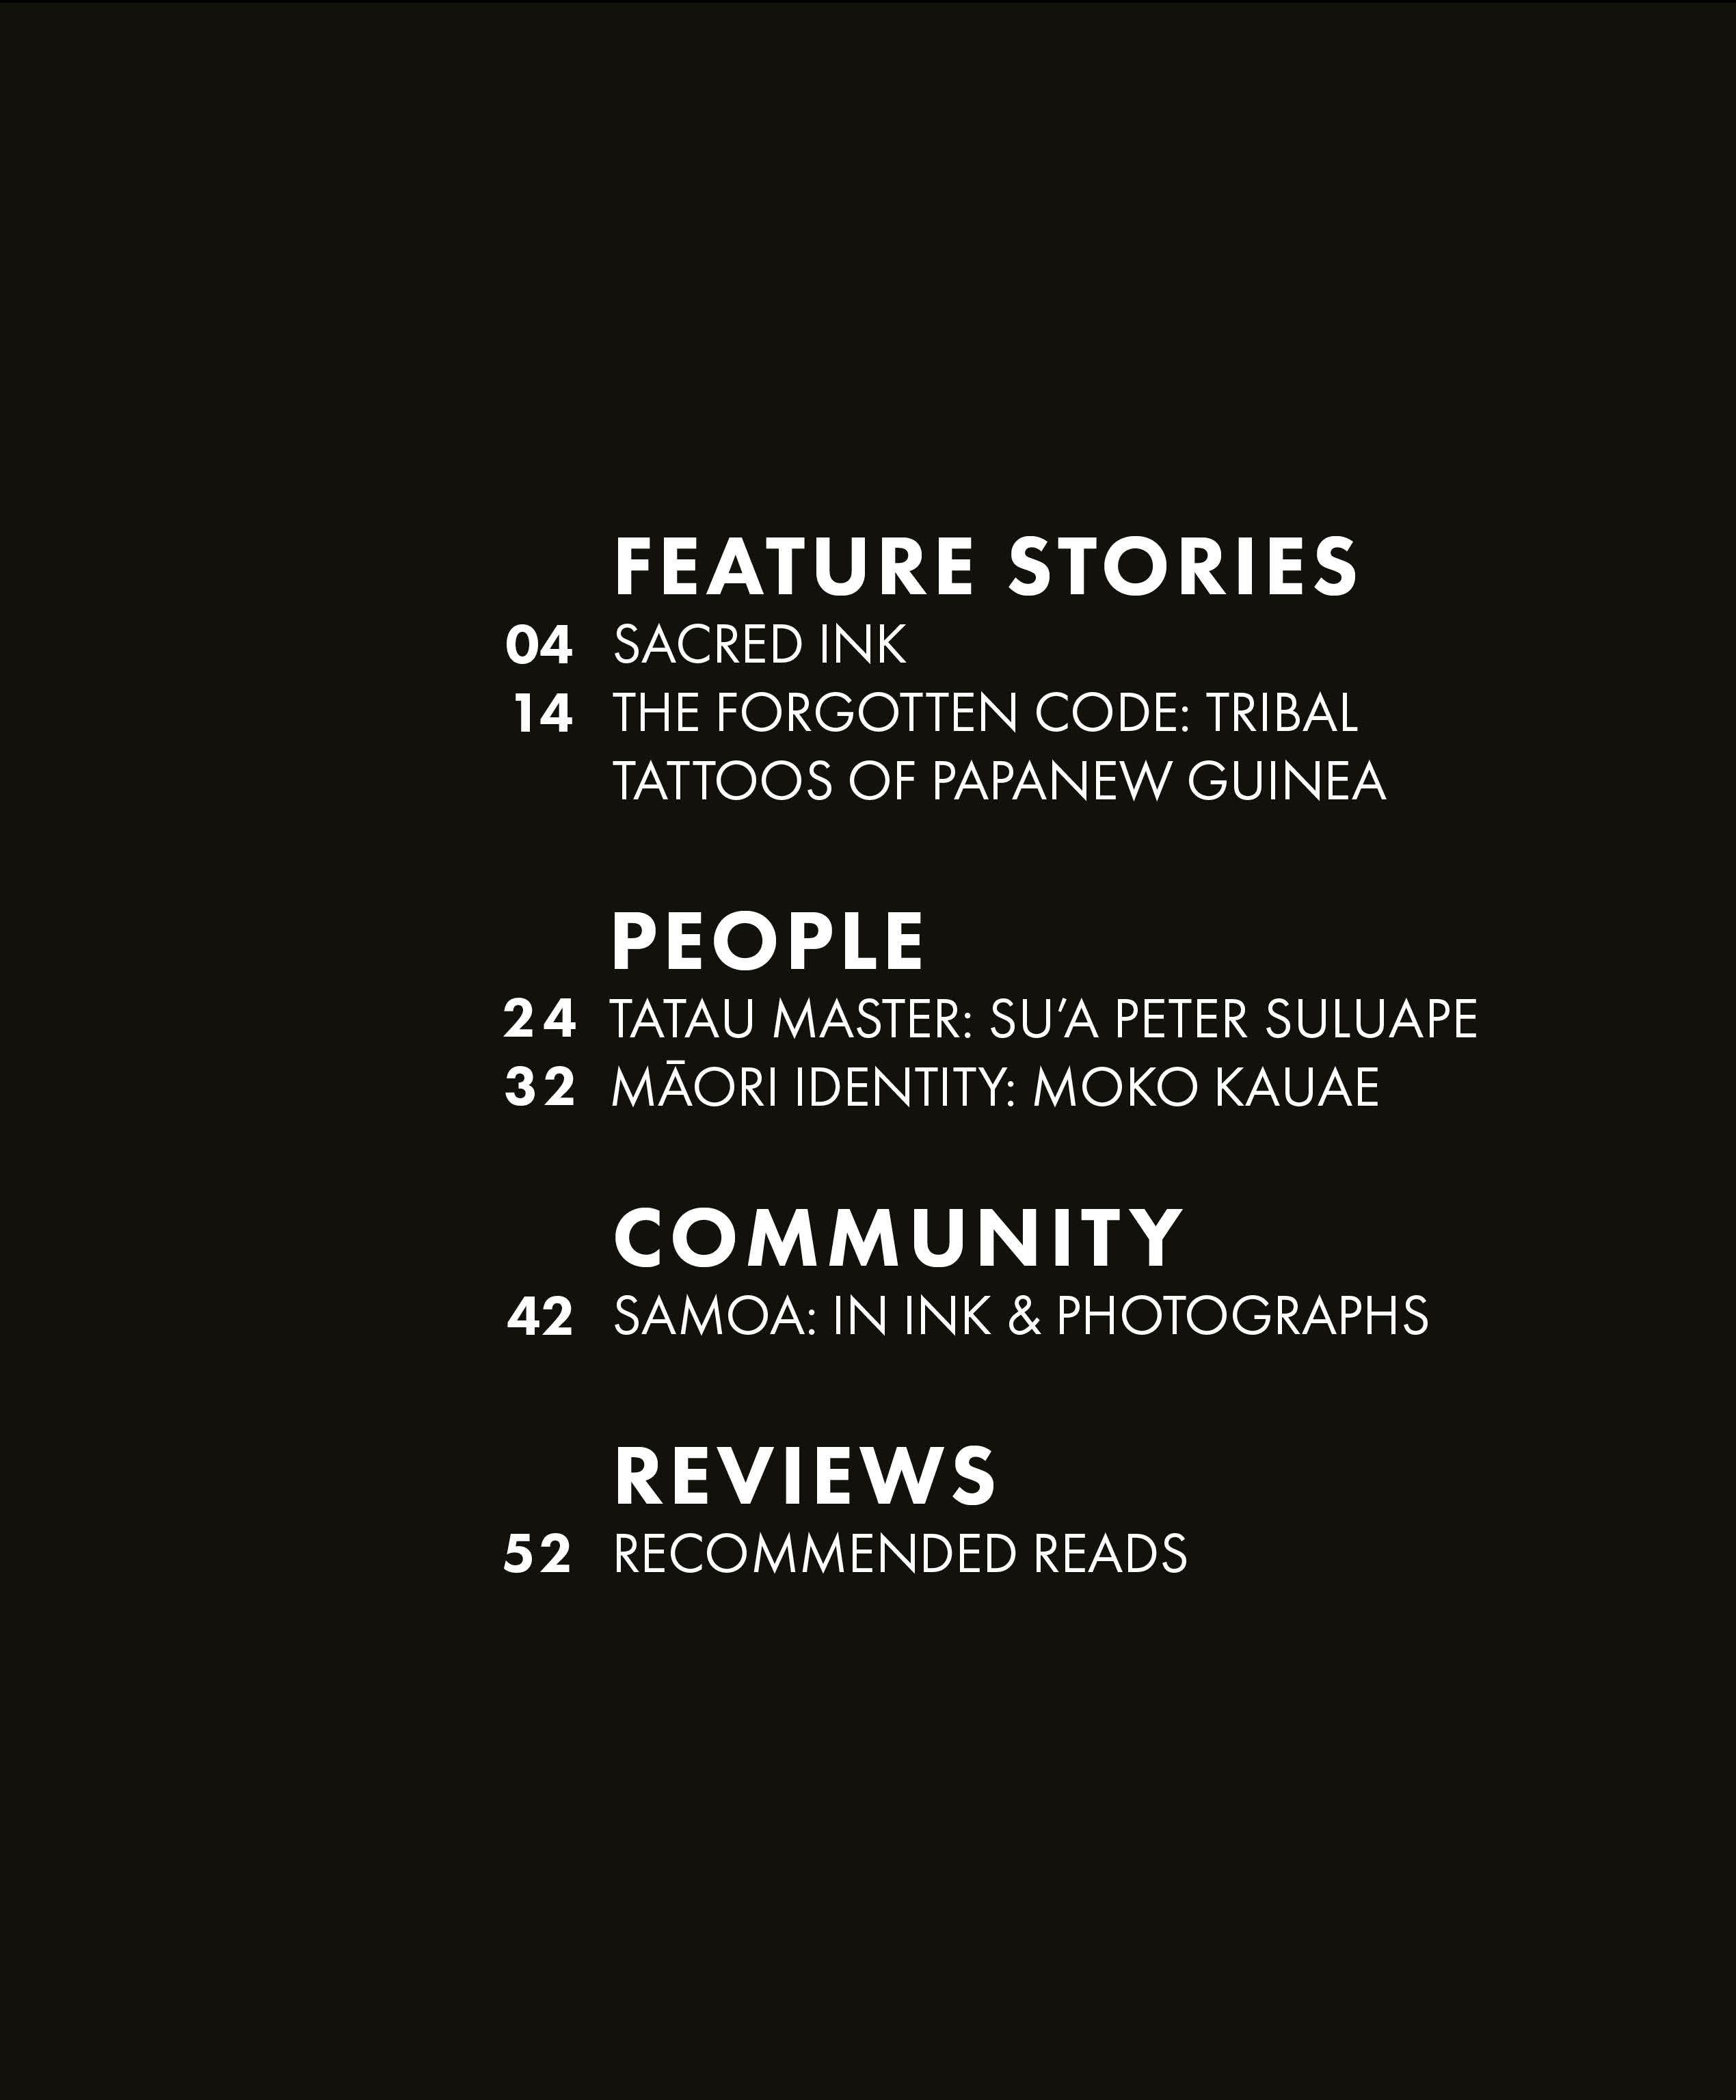 FEATURE STORIES
04 SACRED INK
14 THE FORGOTTEN CODE: TRIBAL
TATTOOS OF PAPANEW GUINEA
PEOPLE
24 TATAU MASTER: SU’A PETER SULUAPE
32 MĀORI IDENTITY: MOKO KAUAE
COMMUNITY
42 SAMOA: IN INK & PHOTOGRAPHS
REVIEWS
52 RECOMMENDED READS